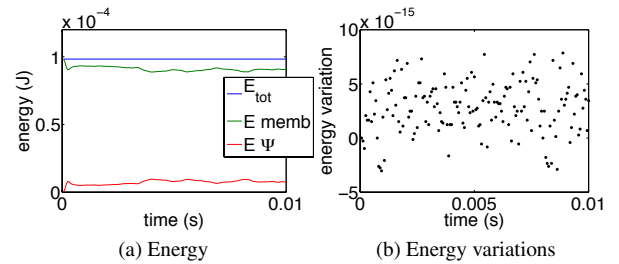 x 10⁻⁴
1
0.5
0
energy (J)
E_tot
E memb
E Ψ
0
0.01
time (s)
(a) Energy
x 10⁻¹⁵
10
5
0
−5
energy variation
0
0.005
0.01
time (s)
(b) Energy variations